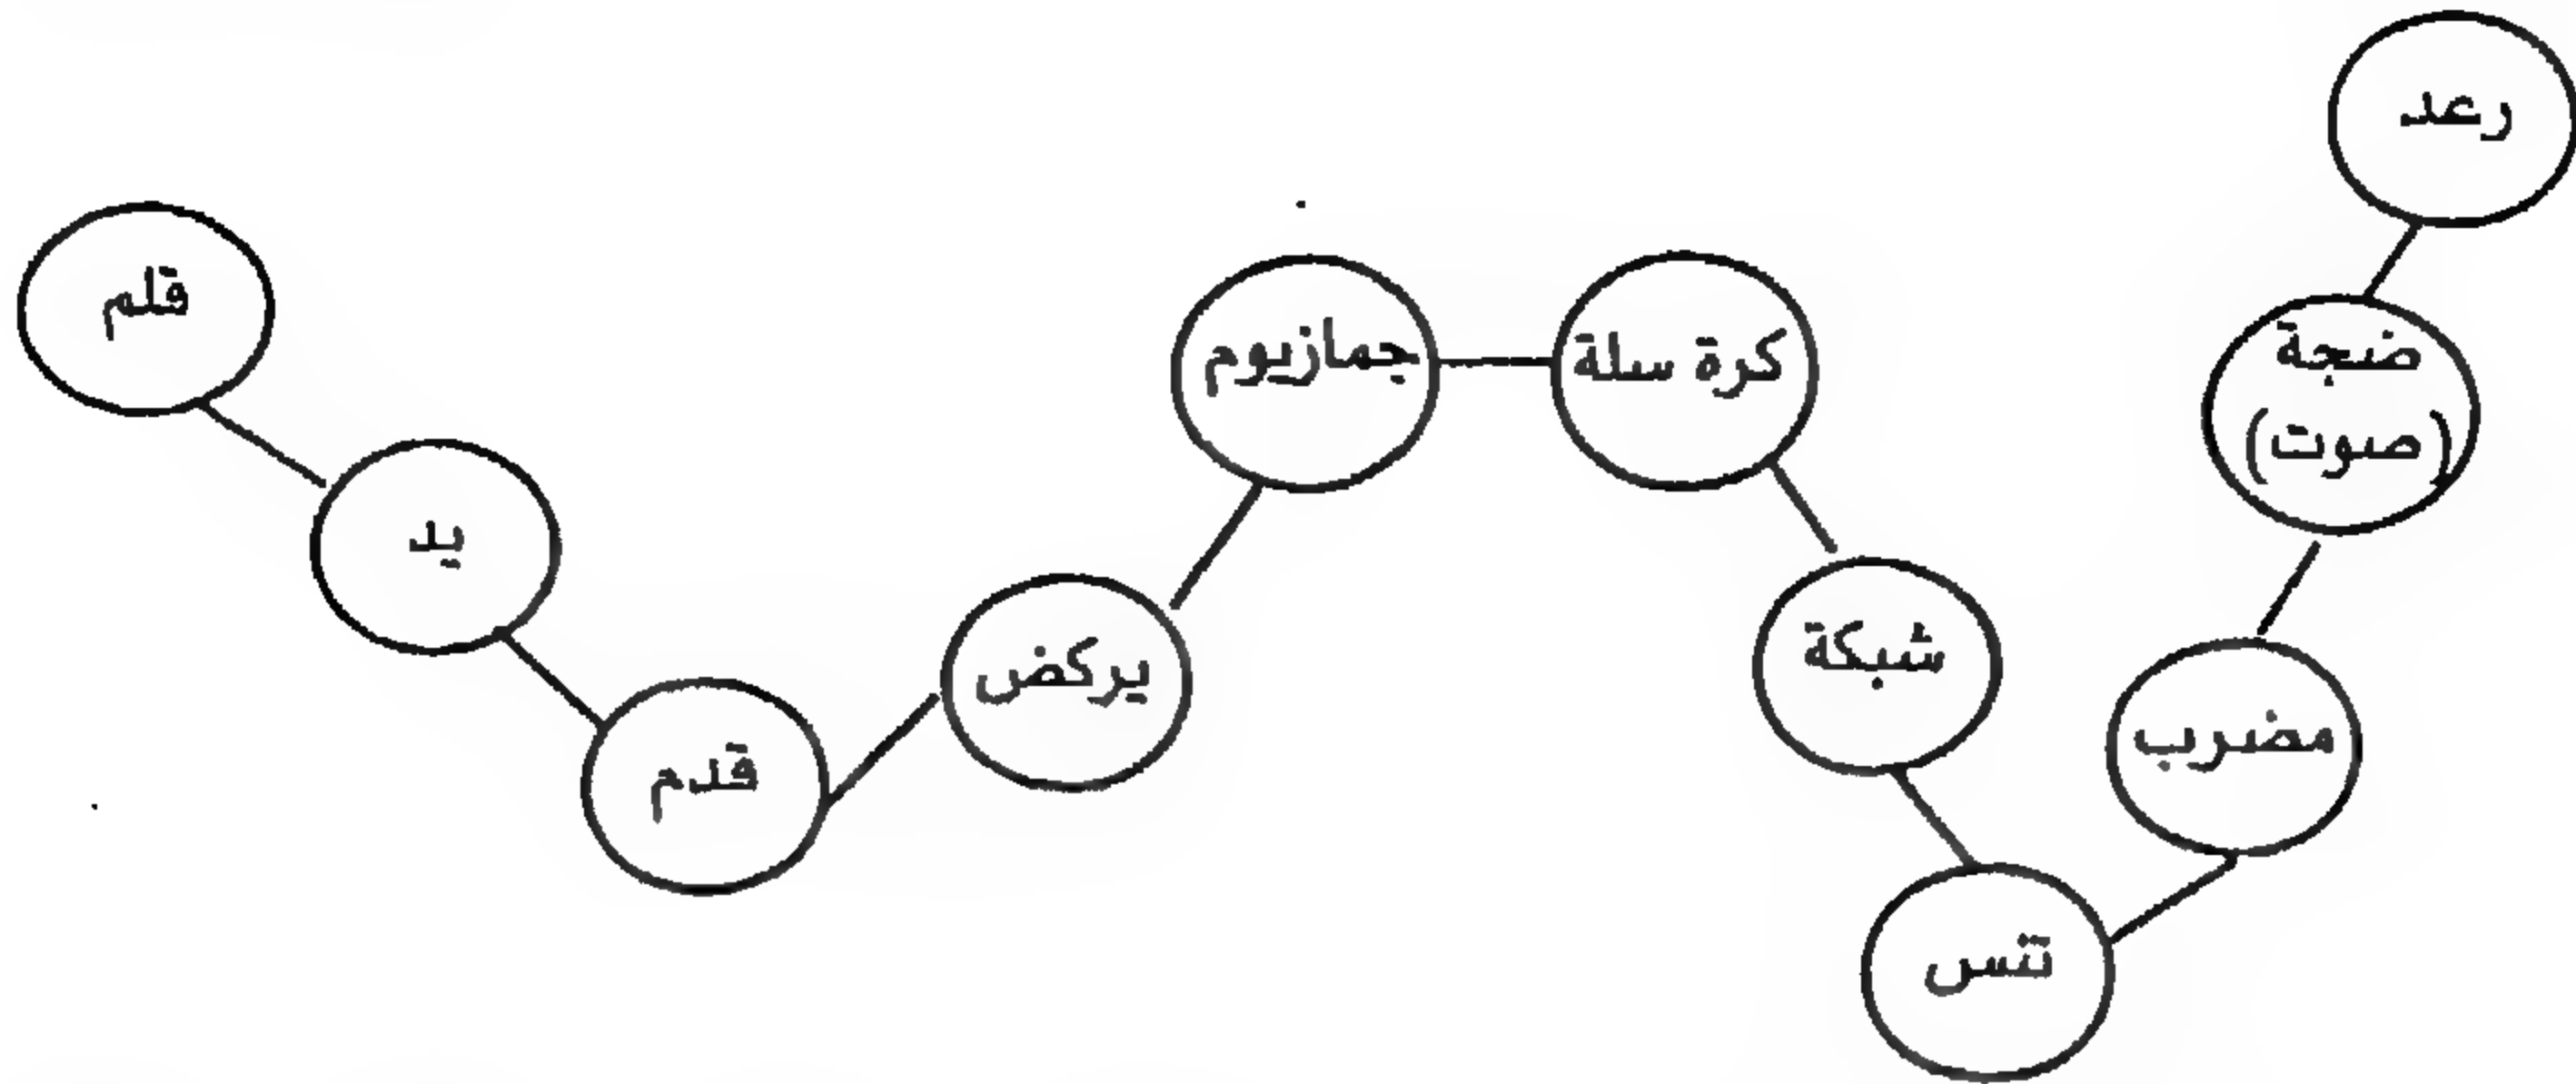 قلم
يد
قدم
يركض
جمازيوم
كرة سلة
شبكة
تنس
مضرب
ضجة
(صوت)
رعد